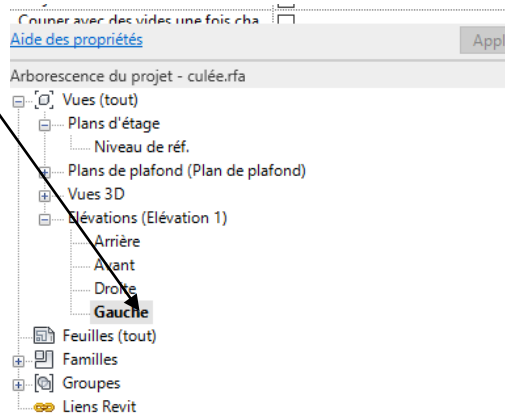 Couper avec des vides une fois cha
Aide des propriétés
Appl
Arborescence du projet - culée.rfa
Vues (tout)
Plans d'étage
Niveau de réf.
Plans de plafond (Plan de plafond)
Vues 3D
Elévations (Elévation 1)
Arrière
Avant
Droite
Gauche
Feuilles (tout)
Familles
Groupes
Liens Revit